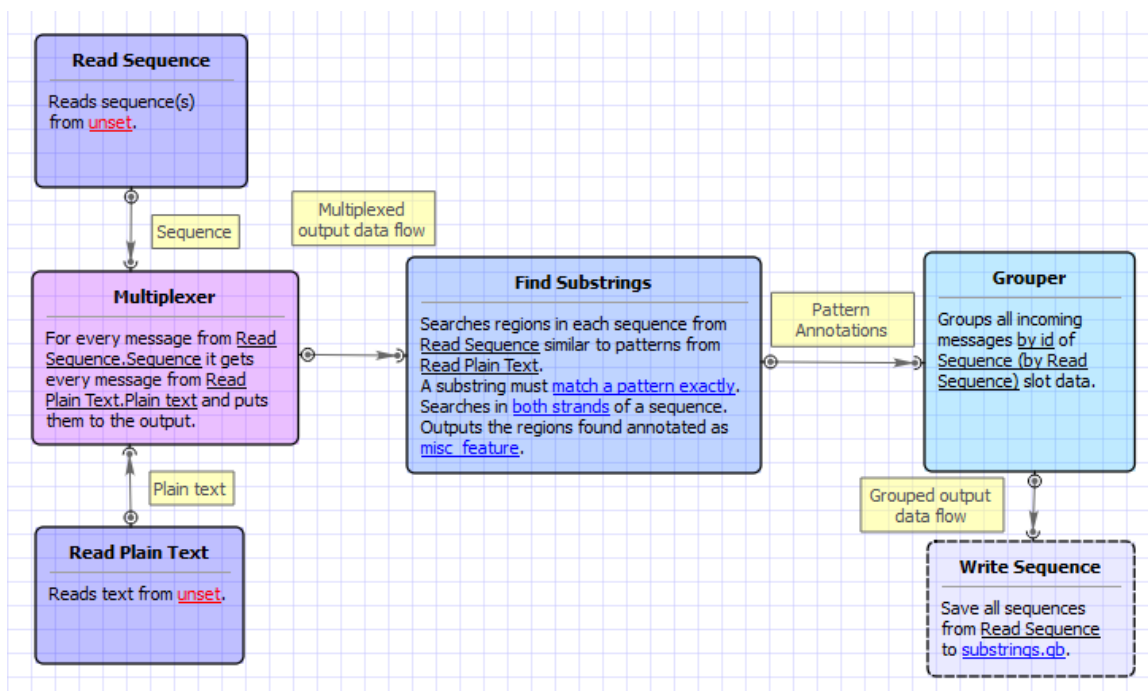 Read Sequence
Reads sequence(s)
from unset.
Sequence
Multiplexed
output data flow
Multiplexer
For every message from Read
Sequence.Sequence it gets
every message from Read
Plain Text.Plain text and puts
them to the output.
Find Substrings
Searches regions in each sequence from
Read Sequence similar to patterns from
Read Plain Text.
A substring must match a pattern exactly.
Searches in both strands of a sequence.
Outputs the regions found annotated as
misc_feature.
Pattern
Annotations
Grouper
Groups all incoming
messages by id of
Sequence (by Read
Sequence) slot data.
Plain text
Read Plain Text
Reads text from unset.
Grouped output
data flow
Write Sequence
Save all sequences
from Read Sequence
to substrings.gb.